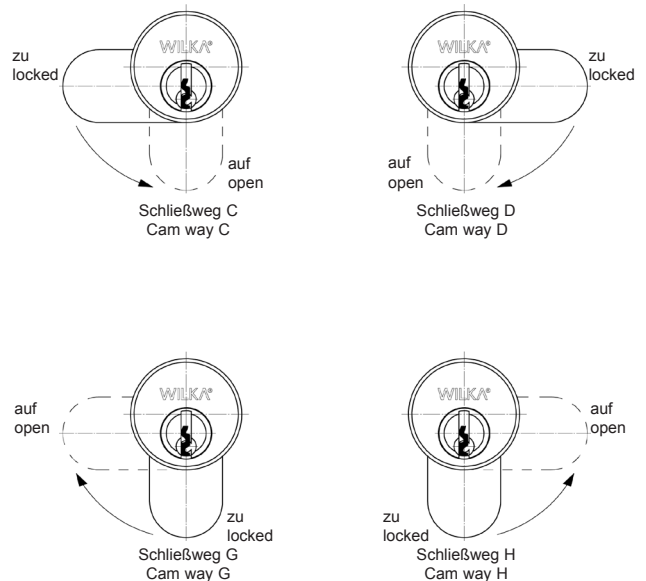 WILKA®
zu
locked
auf
open
Schließweg C
Cam way C
WILKA®
zu
locked
auf
open
Schließweg D
Cam way D
WILKA®
auf
open
zu
locked
Schließweg G
Cam way G
WILKA®
auf
open
zu
locked
Schließweg H
Cam way H